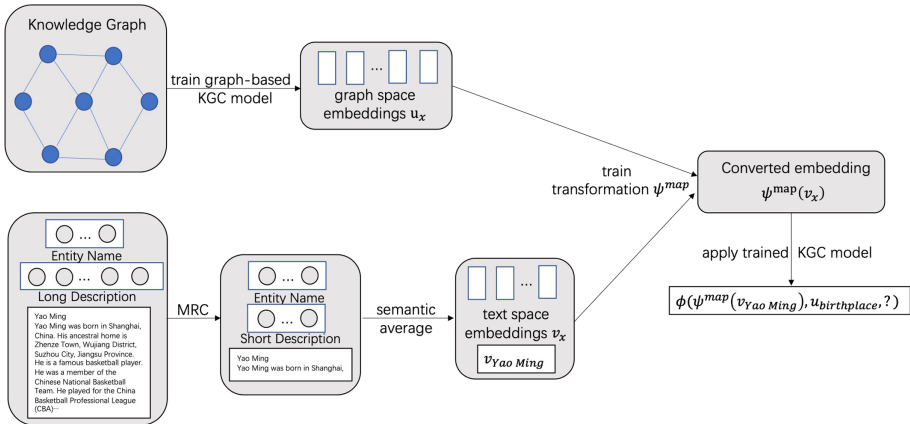 Knowledge Graph
train graph-based
KGC model
...
graph space
embeddings u_x
train
transformation ψ^map
Converted embedding
ψ^map(v_x)
apply trained KGC model
ϕ(ψ^map(v_Yao Ming), u_birthplace, ?)
...
Entity Name
...
Long Description
Yao Ming
Yao Ming was born in Shanghai,
China. His ancestral home is
Zhenze Town, Wujiang District,
Suzhou City, Jiangsu Province.
He is a famous basketball player.
He was a member of the
Chinese National Basketball
Team. He played for the China
Basketball Professional League
(CBA)···
MRC
...
Entity Name
...
Short Description
Yao Ming
Yao Ming was born in Shanghai,
semantic
average
...
text space
embeddings v_x
v_Yao Ming